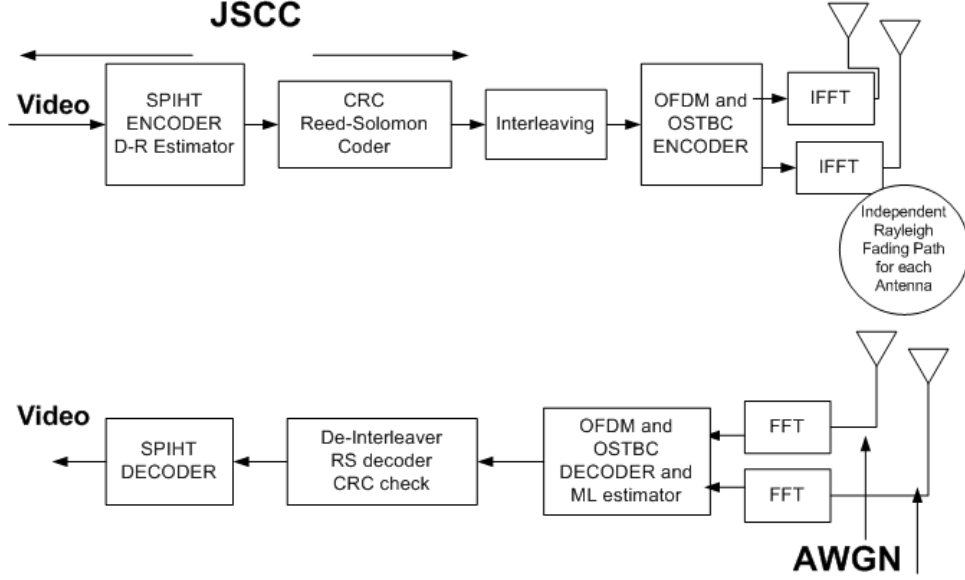 JSCC
Video
SPIHT
ENCODER
D-R Estimator
CRC
Reed-Solomon
Coder
Interleaving
OFDM and
OSTBC
ENCODER
IFFT
IFFT
Independent
Rayleigh
Fading Path
for each
Antenna
Video
SPIHT
DECODER
De-Interleaver
RS decoder
CRC check
OFDM and
OSTBC
DECODER and
ML estimator
FFT
FFT
AWGN